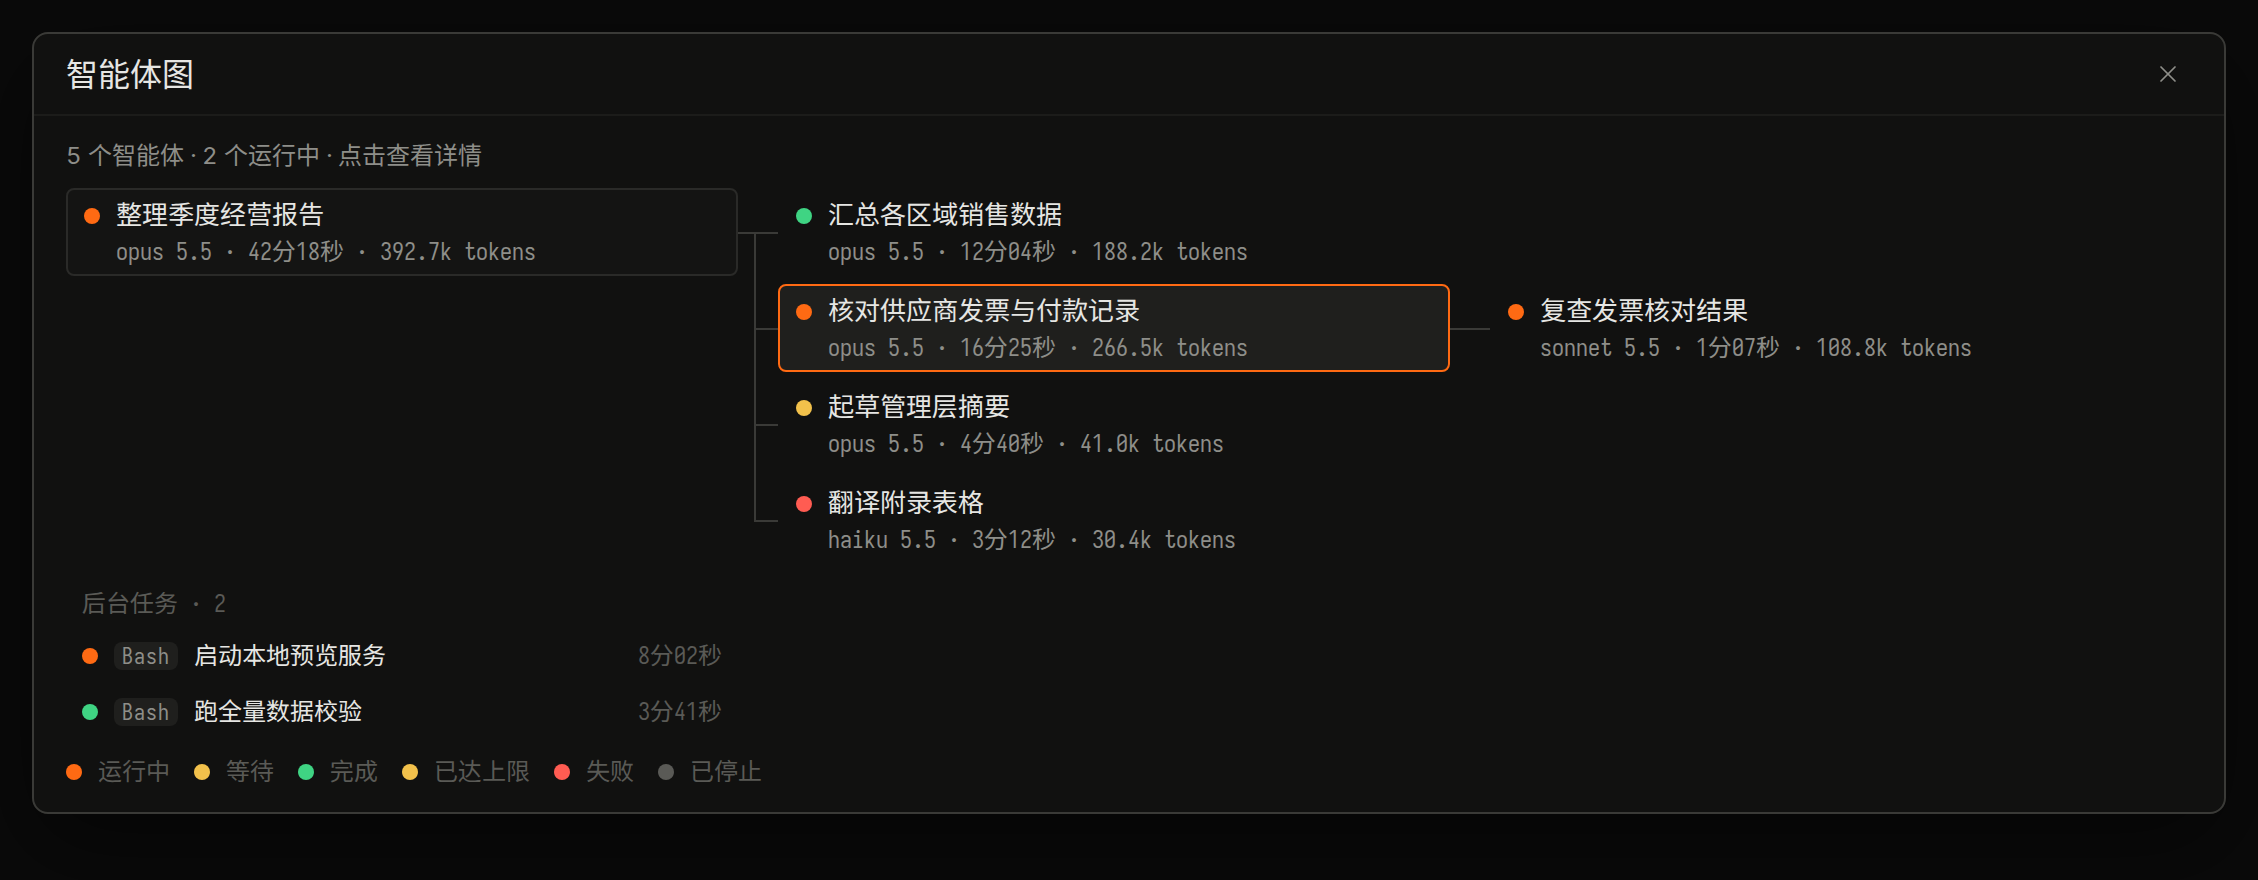 智能体图
5 个智能体 · 2 个运行中 · 点击查看详情
整理季度经营报告
opus 5.5 · 42分18秒 · 392.7k tokens
汇总各区域销售数据
opus 5.5 · 12分04秒 · 188.2k tokens
核对供应商发票与付款记录
opus 5.5 · 16分25秒 · 266.5k tokens
复查发票核对结果
sonnet 5.5 · 1分07秒 · 108.8k tokens
起草管理层摘要
opus 5.5 · 4分40秒 · 41.0k tokens
翻译附录表格
haiku 5.5 · 3分12秒 · 30.4k tokens
后台任务 · 2
Bash 启动本地预览服务 8分02秒
Bash 跑全量数据校验 3分41秒
运行中 等待 完成 已达上限 失败 已停止